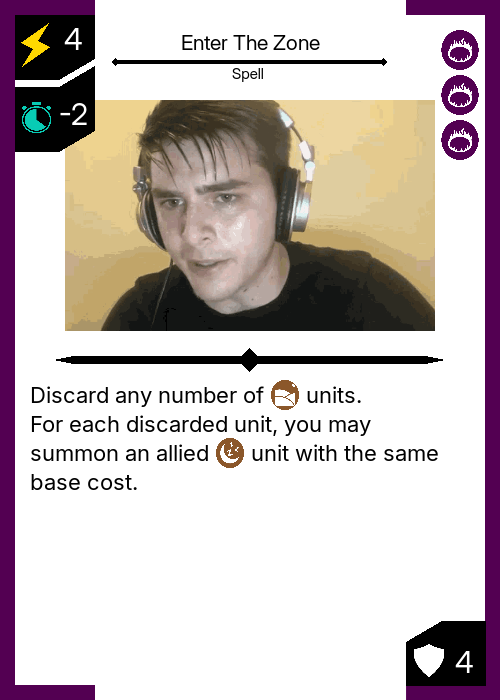 4
Enter The Zone
Spell
-2
Discard any number of units.
For each discarded unit, you may
summon an allied unit with the same
base cost.
4